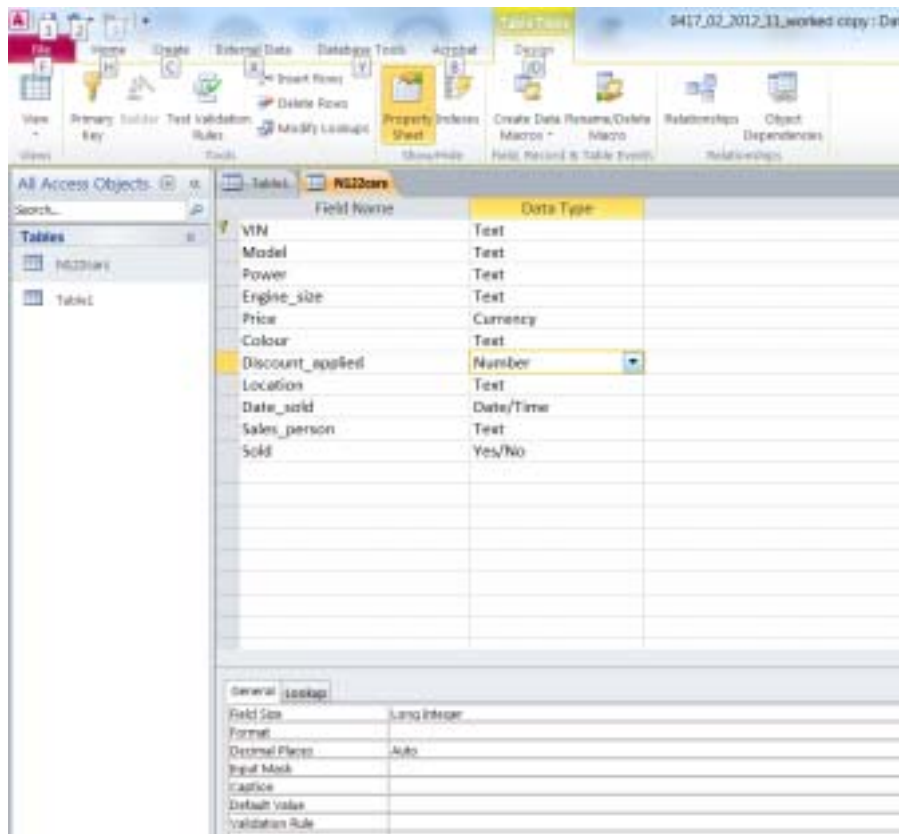 1 2 3
Table Tools
0417_02_2012_11_worked copy : Dat
File Home Create External Data Database Tools Acrobat Design
F H C X Y B JD
View
Primary Key
Builder
Test Validation Rules
Insert Rows
Delete Rows
Modify Lookups
Property Sheet
Indexes
Create Data Macros
Rename/Delete Macro
Relationships
Object Dependencies
Views
Tools
Show/Hide
Field, Record & Table Events
Relationships
All Access Objects
Search...
Tables
N122cars
Table1
Table1 N122cars
Field Name Data Type
VIN Text
Model Text
Power Text
Engine_size Text
Price Currency
Colour Text
Discount_applied Number
Location Text
Date_sold Date/Time
Sales_person Text
Sold Yes/No
General Lookup
Field Size Long Integer
Format
Decimal Places Auto
Input Mask
Caption
Default Value
Validation Rule